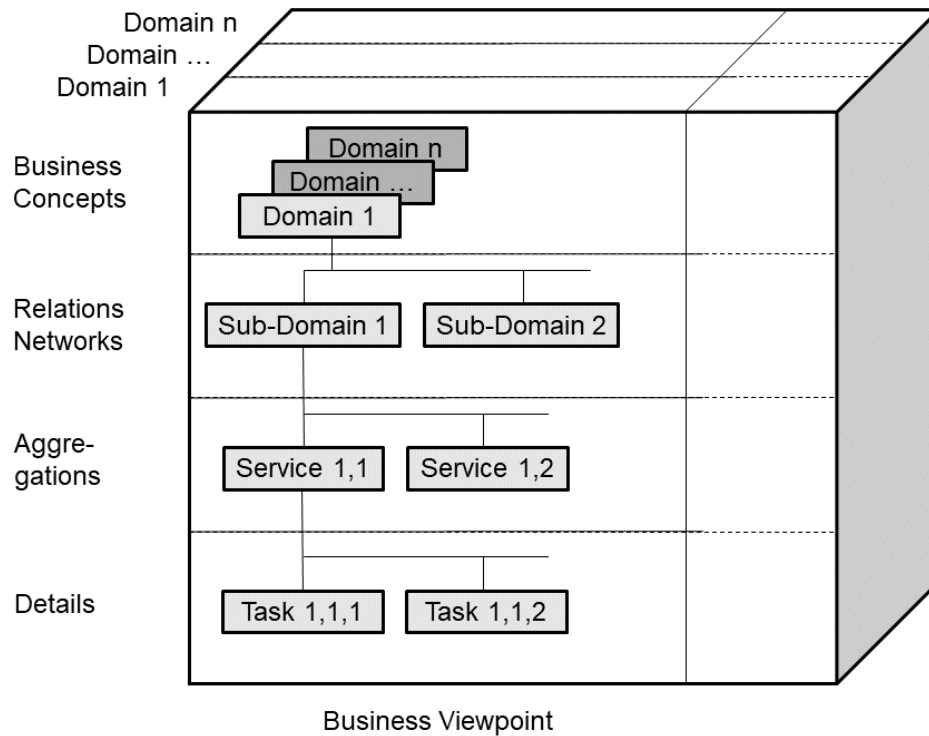 Domain n
Domain …
Domain 1
Business
Concepts
Domain n
Domain …
Domain 1
Relations
Networks
Sub-Domain 1
Sub-Domain 2
Aggre-
gations
Service 1,1
Service 1,2
Details
Task 1,1,1
Task 1,1,2
Business Viewpoint